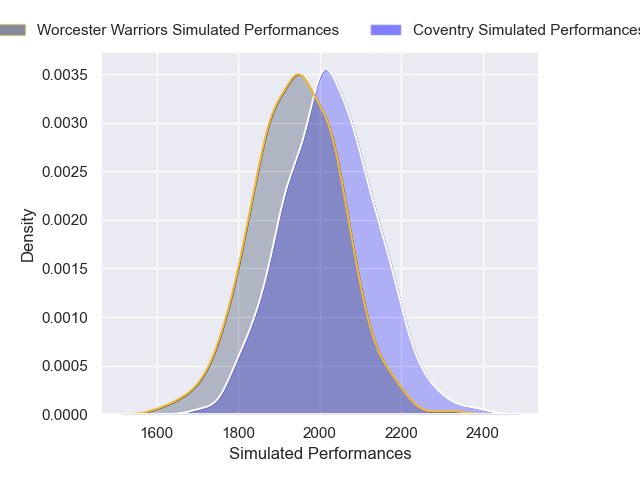 Worcester Warriors Simulated Performances Coventry Simulated Performances
0.0035
0.0030
0.0025
0.0020
0.0015
0.0010
0.0005
0.0000
Density
1600 1800 2000 2200 2400
Simulated Performances